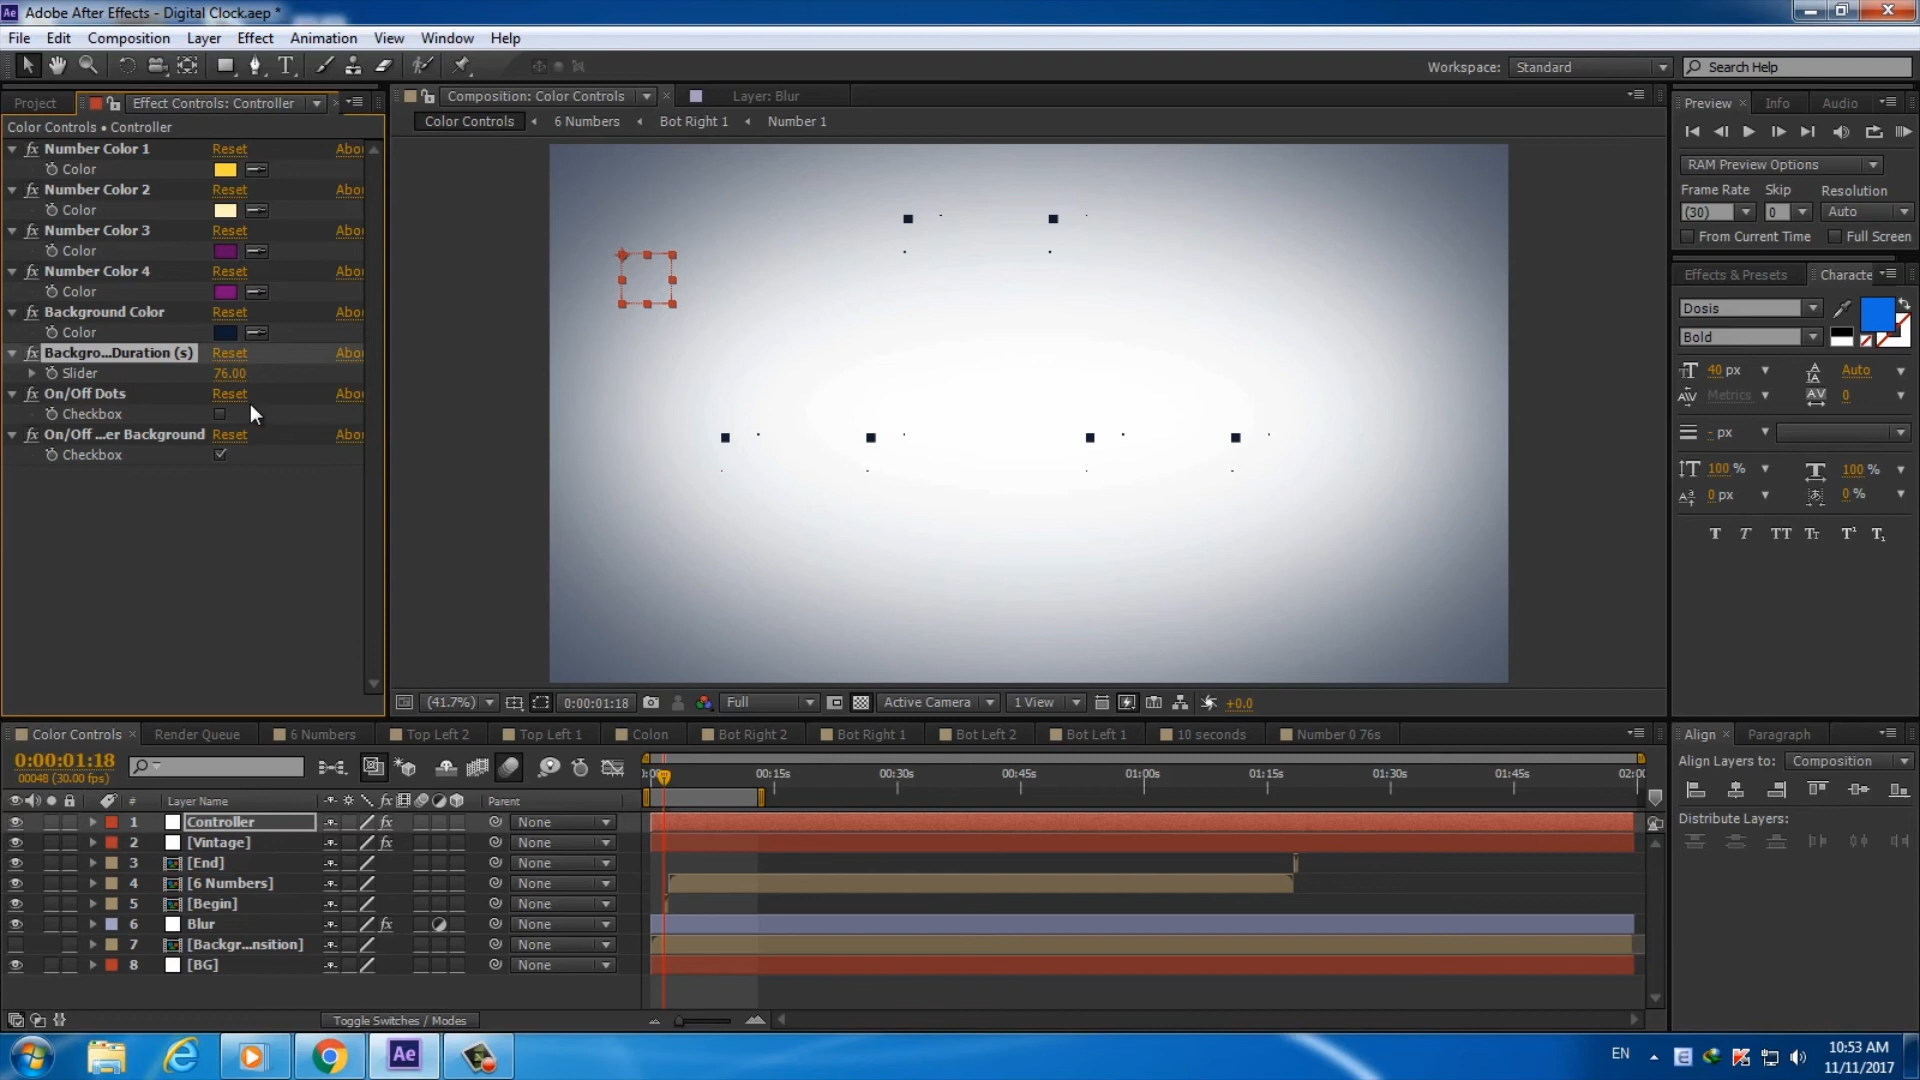 Adobe After Effects - Digital Clock.aep *
File Edit Composition Layer Effect Animation View Window Help
Workspace: Standard Search Help
Project Effect Controls: Controller
Color Controls • Controller
Number Color 1 Reset Abou
Color
Number Color 2 Reset Abou
Color
Number Color 3 Reset Abou
Color
Number Color 4 Reset Abou
Color
Background Color Reset Abou
Color
Backgro...Duration (s) Reset Abou
Slider 76.00
On/Off Dots Reset Abou
Checkbox
On/Off ...er Background Reset Abou
Checkbox
Composition: Color Controls Layer: Blur
Color Controls 6 Numbers Bot Right 1 Number 1
(41.7%) 0:00:01:18 Full Active Camera 1 View +0.0
Preview Info Audio
RAM Preview Options
Frame Rate Skip Resolution
(30) 0 Auto
From Current Time Full Screen
Effects & Presets Characte
Dosis
Bold
40 px Auto
Metrics 0
- px
100 % 100 %
0 px 0 %
Color Controls Render Queue 6 Numbers Top Left 2 Top Left 1 Colon Bot Right 2 Bot Right 1 Bot Left 2 Bot Left 1 10 seconds Number 0 76s
0:00:01:18
00048 (30.00 fps)
00:15s 00:30s 00:45s 01:00s 01:15s 01:30s 01:45s 02:00
# Layer Name Parent
1 Controller None
2 [Vintage] None
3 [End] None
4 [6 Numbers] None
5 [Begin] None
6 Blur None
7 [Backgr...nsition] None
8 [BG] None
Toggle Switches / Modes
Align Paragraph
Align Layers to: Composition
Distribute Layers:
EN
10:53 AM
11/11/2017